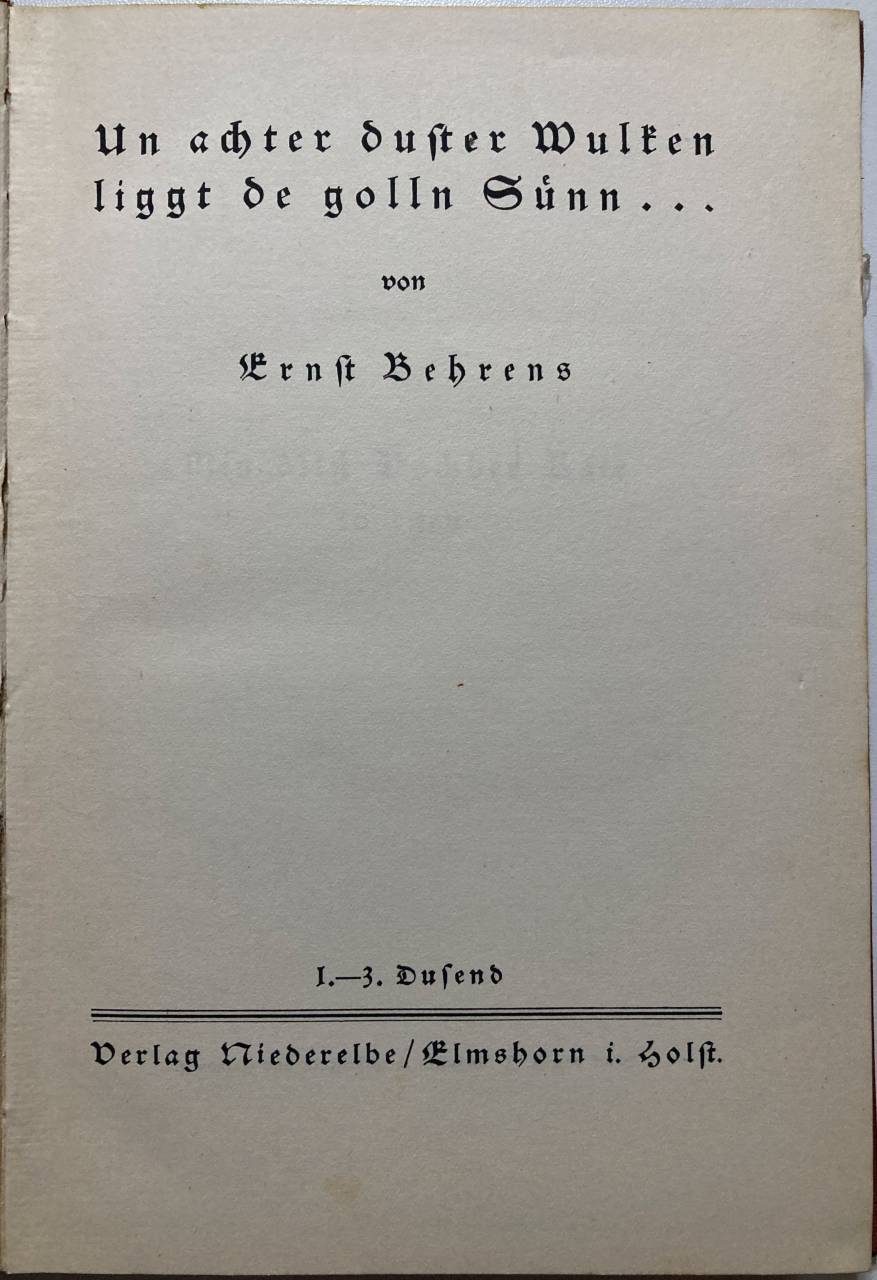 Un achter duſter Wulken
liggt de golln Sünn...
von
Ernſt Behrens
1.—3. Duſend
Verlag Niederelbe/Elmshorn i. Holſt.